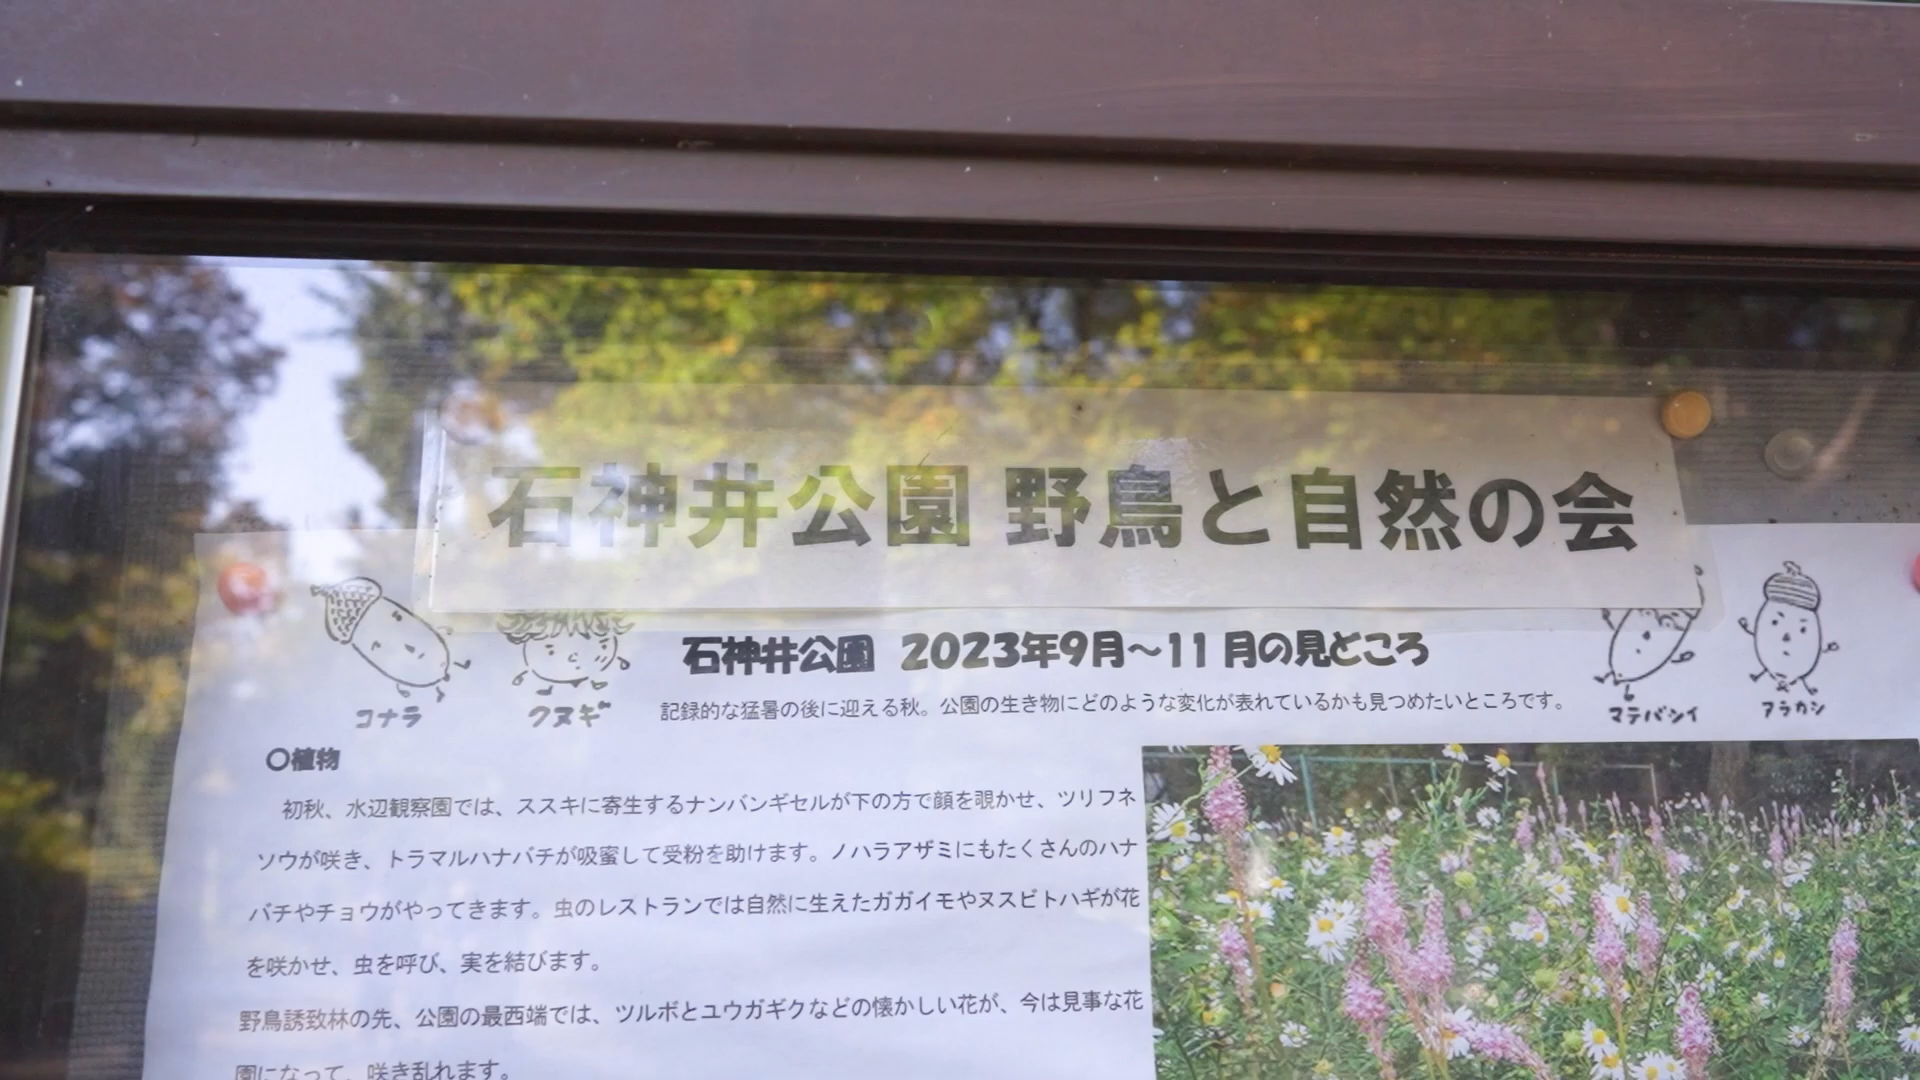 石神井公園 野鳥と自然の会
石神井公園 2023年9月～11月の見どころ
記録的な猛暑の後に迎える秋。公園の生き物にどのような変化が表れているかも見つめたいところです。
コナラ
クヌギ
マテバシイ
アラカシ
〇植物
初秋、水辺観察園では、ススキに寄生するナンバンギセルが下の方で顔を覗かせ、ツリフネ
ソウが咲き、トラマルハナバチが吸蜜して受粉を助けます。ノハラアザミにもたくさんのハナ
バチやチョウがやってきます。虫のレストランでは自然に生えたガガイモやヌスビトハギが花
を咲かせ、虫を呼び、実を結びます。
野鳥誘致林の先、公園の最西端では、ツルボとユウガギクなどの懐かしい花が、今は見事な花
園になって、咲き乱れます。